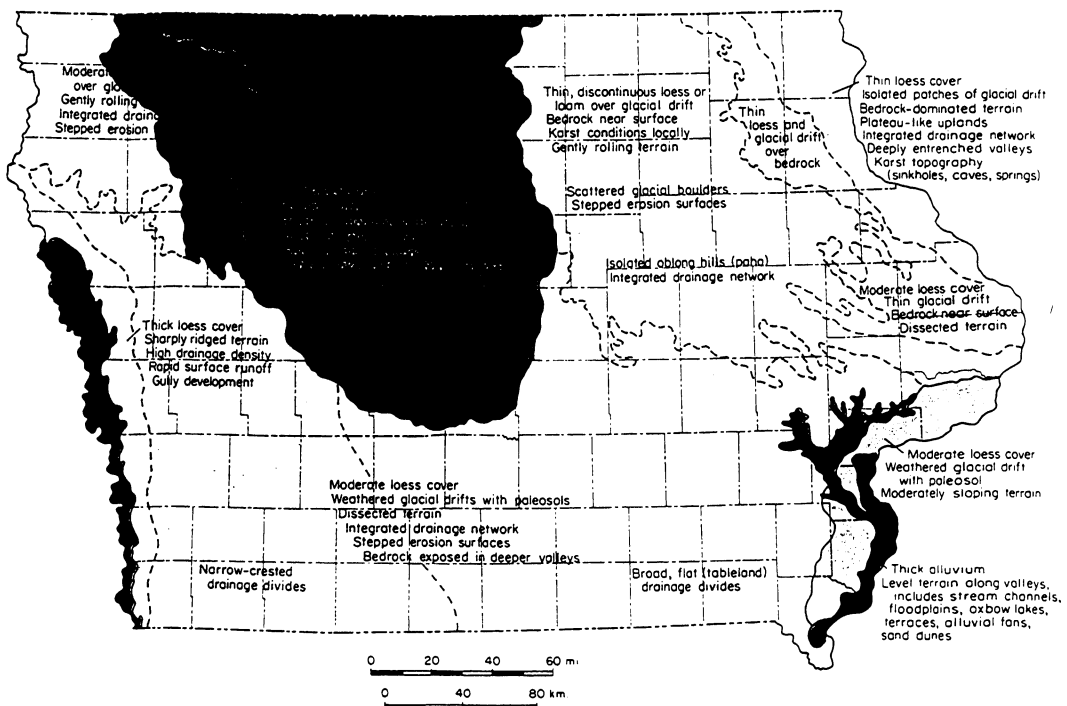 Moderat
over glo
Gently rolling
Integrated drainc
Stepped erosion
Thin, discontinuous loess or
loam over glacial drift
Bedrock near surface
Karst conditions locally
Gently rolling terrain
Thin
loess and
glacial drift
over
bedrock
Thin loess cover
Isolated patches of glacial drift
Bedrock-dominated terrain
Plateau-like uplands
Integrated drainage network
Deeply entrenched valleys
Karst topography
(sinkholes, caves, springs)
Scattered glacial boulders
Stepped erosion surfaces
Isolated oblong hills (paha)
Integrated drainage network
Moderate loess cover
Thin glacial drift
Bedrock near surface
Dissected terrain
Thick loess cover
Sharply ridged terrain
High drainage density
Rapid surface runoff
Gully development
Moderate loess cover
Weathered glacial drift
with paleosol
Moderately sloping terrain
Moderate loess cover
Weathered glacial drifts with paleosols
Dissected terrain
Integrated drainage network
Stepped erosion surfaces
Bedrock exposed in deeper valleys
Narrow-crested
drainage divides
Broad, flat (tableland)
drainage divides
Thick alluvium
Level terrain along valleys,
includes stream channels,
floodplains, oxbow lakes,
terraces, alluvial fans,
sand dunes
0 20 40 60 mi
0 40 80 km.